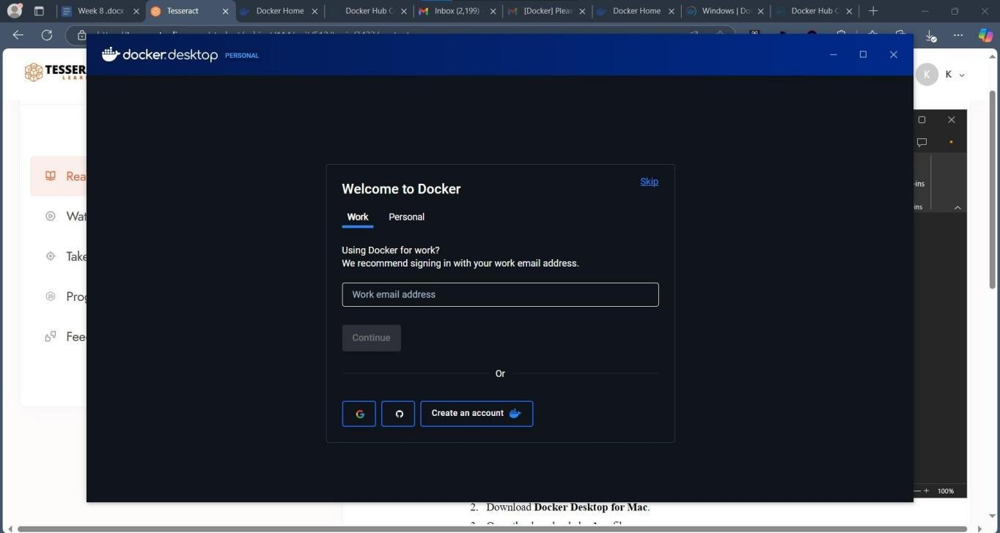 Week 8 .docx
Tesseract
Docker Home
Docker Hub C
Inbox (2,199)
[Docker] Pleas
Docker Home
Windows | Do
Docker Hub C
TESSER
LEAR
docker.desktop PERSONAL
K K
Rea
Wat
Take
Prog
Fee
-ins
ins
Welcome to Docker
Skip
Work Personal
Using Docker for work?
We recommend signing in with your work email address.
Work email address
Continue
Or
G Create an account
100%
2. Download Docker Desktop for Mac.